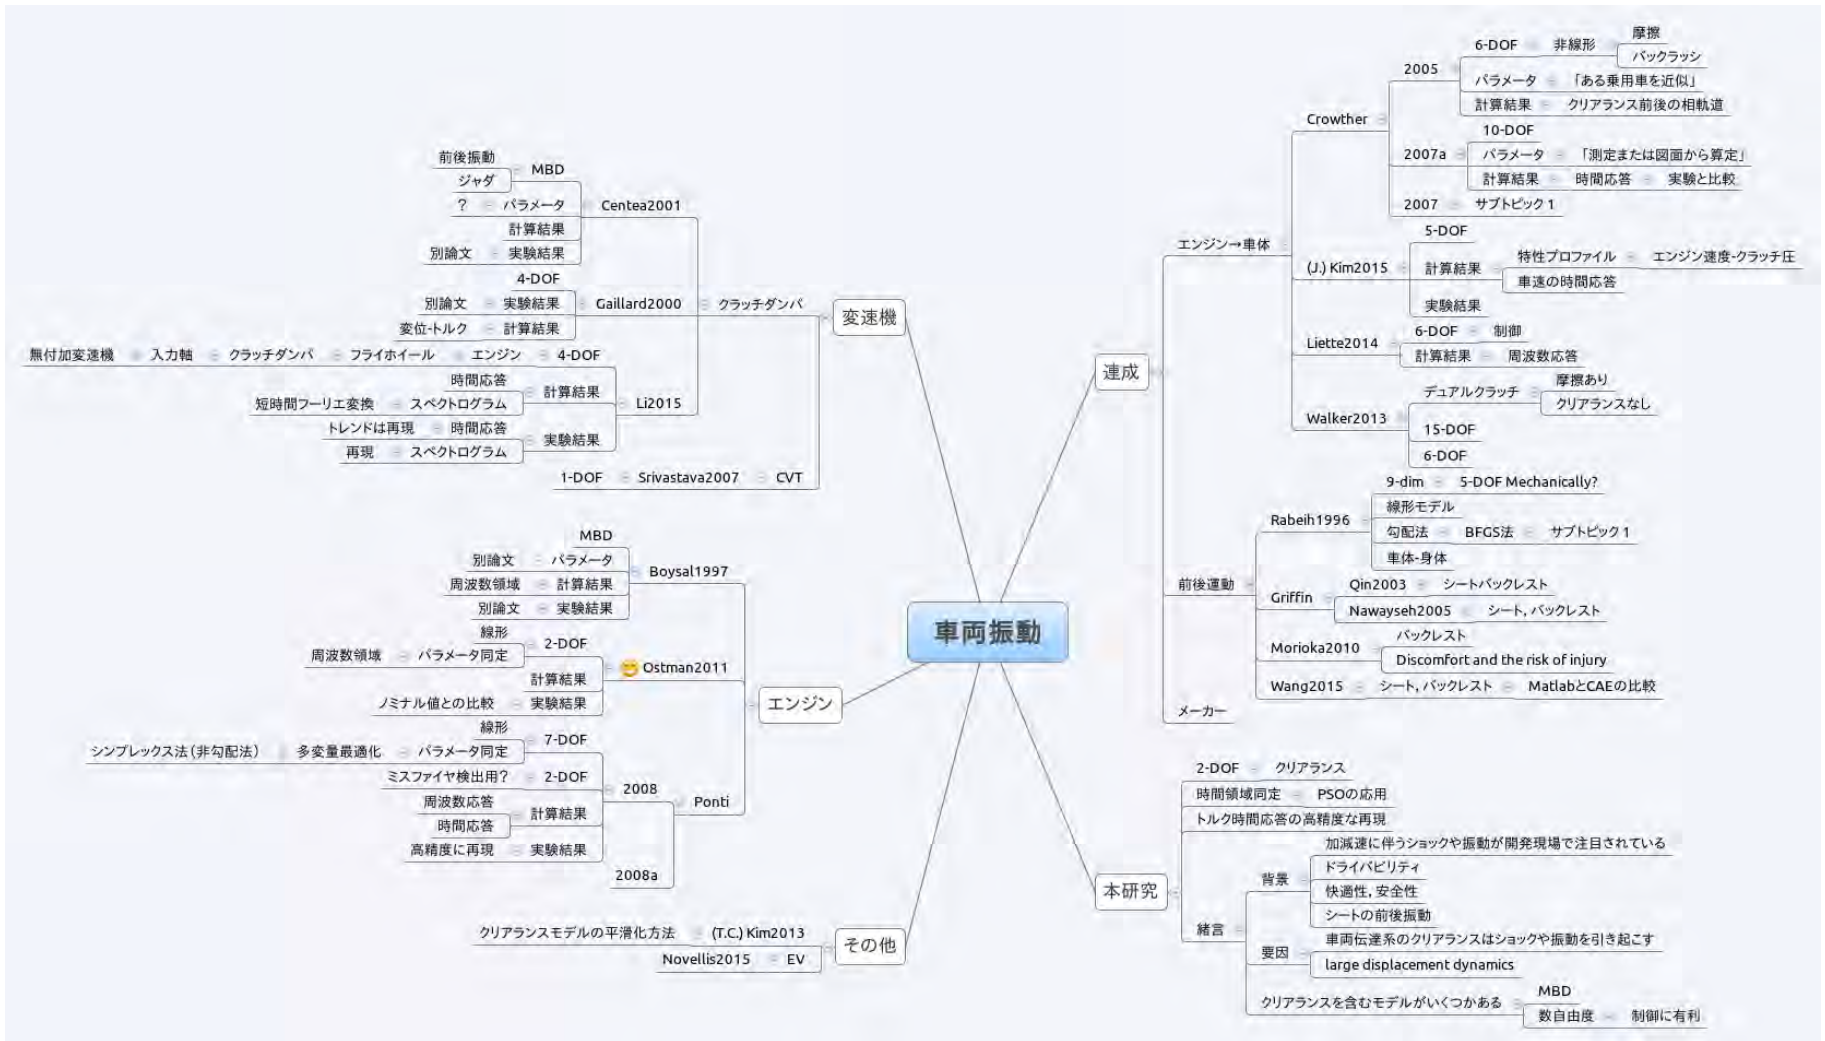 車両振動
変速機
クラッチダンパ
Centea2001
MBD
前後振動
ジャダ
パラメータ
?
計算結果
実験結果
別論文
Gaillard2000
4-DOF
実験結果
別論文
計算結果
変位-トルク
Li2015
4-DOF
エンジン
フライホイール
クラッチダンパ
入力軸
無付加変速機
計算結果
時間応答
スペクトログラム
短時間フーリエ変換
実験結果
時間応答
トレンドは再現
スペクトログラム
再現
CVT
Srivastava2007
1-DOF
エンジン
Boysal1997
MBD
パラメータ
別論文
計算結果
周波数領域
実験結果
別論文
Ostman2011
2-DOF
線形
パラメータ同定
周波数領域
計算結果
実験結果
ノミナル値との比較
Ponti
2008
7-DOF
線形
パラメータ同定
多変量最適化
シンプレックス法(非勾配法)
2-DOF
ミスファイヤ検出用?
計算結果
周波数応答
時間応答
実験結果
高精度に再現
2008a
その他
(T.C.) Kim2013
クリアランスモデルの平滑化方法
EV
Novellis2015
連成
エンジン→車体
Crowther
2005
6-DOF
非線形
摩擦
バックラッシ
パラメータ
「ある乗用車を近似」
計算結果
クリアランス前後の相軌道
2007a
10-DOF
パラメータ
「測定または図面から算定」
計算結果
時間応答
実験と比較
2007
サブトピック 1
(J.) Kim2015
5-DOF
計算結果
特性プロファイル
エンジン速度-クラッチ圧
車速の時間応答
実験結果
Liette2014
6-DOF
制御
計算結果
周波数応答
Walker2013
デュアルクラッチ
摩擦あり
クリアランスなし
15-DOF
6-DOF
前後運動
Rabeih1996
9-dim
5-DOF Mechanically?
線形モデル
勾配法
BFGS法
サブトピック 1
車体-身体
Griffin
Qin2003
シートバックレスト
Nawayseh2005
シート, バックレスト
Morioka2010
バックレスト
Discomfort and the risk of injury
Wang2015
シート, バックレスト
MatlabとCAEの比較
メーカー
本研究
2-DOF
クリアランス
時間領域同定
PSOの応用
トルク時間応答の高精度な再現
緒言
背景
加減速に伴うショックや振動が開発現場で注目されている
ドライバビリティ
快適性, 安全性
シートの前後振動
要因
車両伝達系のクリアランスはショックや振動を引き起こす
large displacement dynamics
クリアランスを含むモデルがいくつかある
MBD
数自由度
制御に有利